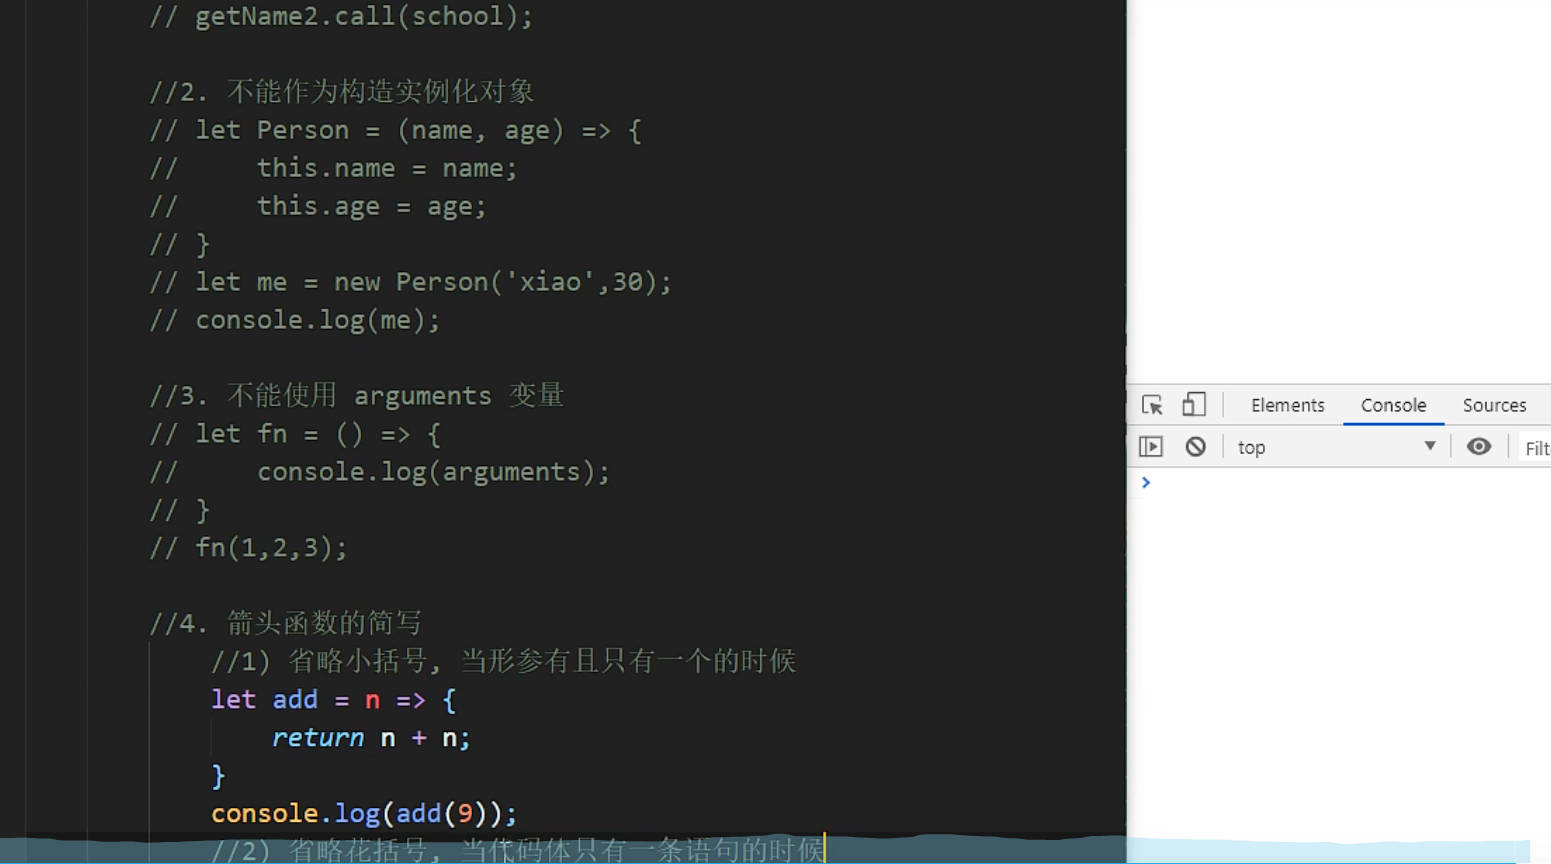 // getName2.call(school);
//2. 不能作为构造实例化对象
// let Person = (name, age) => {
//     this.name = name;
//     this.age = age;
// }
// let me = new Person('xiao',30);
// console.log(me);
//3. 不能使用 arguments 变量
// let fn = () => {
//     console.log(arguments);
// }
// fn(1,2,3);
//4. 箭头函数的简写
//1) 省略小括号, 当形参有且只有一个的时候
let add = n => {
return n + n;
}
console.log(add(9));
//2) 省略花括号, 当代码体只有一条语句的时候
Elements Console Sources
top
Filt